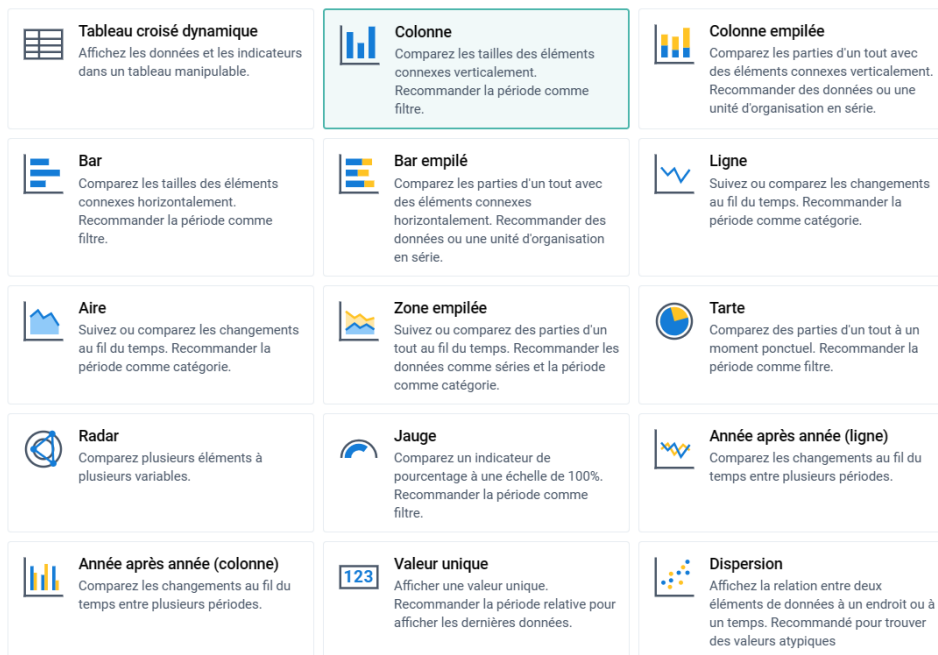 Tableau croisé dynamique
Affichez les données et les indicateurs
dans un tableau manipulable.
Colonne
Comparez les tailles des éléments
connexes verticalement.
Recommander la période comme
filtre.
Colonne empilée
Comparez les parties d'un tout avec
des éléments connexes verticalement.
Recommander des données ou une
unité d'organisation en série.
Bar
Comparez les tailles des éléments
connexes horizontalement.
Recommander la période comme
filtre.
Bar empilé
Comparez les parties d'un tout avec
des éléments connexes
horizontalement. Recommander des
données ou une unité d'organisation
en série.
Ligne
Suivez ou comparez les changements
au fil du temps. Recommander la
période comme catégorie.
Aire
Suivez ou comparez les changements
au fil du temps. Recommander la
période comme catégorie.
Zone empilée
Suivez ou comparez des parties d'un
tout au fil du temps. Recommander les
données comme séries et la période
comme catégorie.
Tarte
Comparez des parties d'un tout à un
moment ponctuel. Recommander la
période comme filtre.
Radar
Comparez plusieurs éléments à
plusieurs variables.
Jauge
Comparez un indicateur de
pourcentage à une échelle de 100%.
Recommander la période comme
filtre.
Année après année (ligne)
Comparez les changements au fil du
temps entre plusieurs périodes.
Année après année (colonne)
Comparez les changements au fil du
temps entre plusieurs périodes.
123
Valeur unique
Afficher une valeur unique.
Recommander la période relative pour
afficher les dernières données.
Dispersion
Affichez la relation entre deux
éléments de données à un endroit ou à
un temps. Recommandé pour trouver
des valeurs atypiques